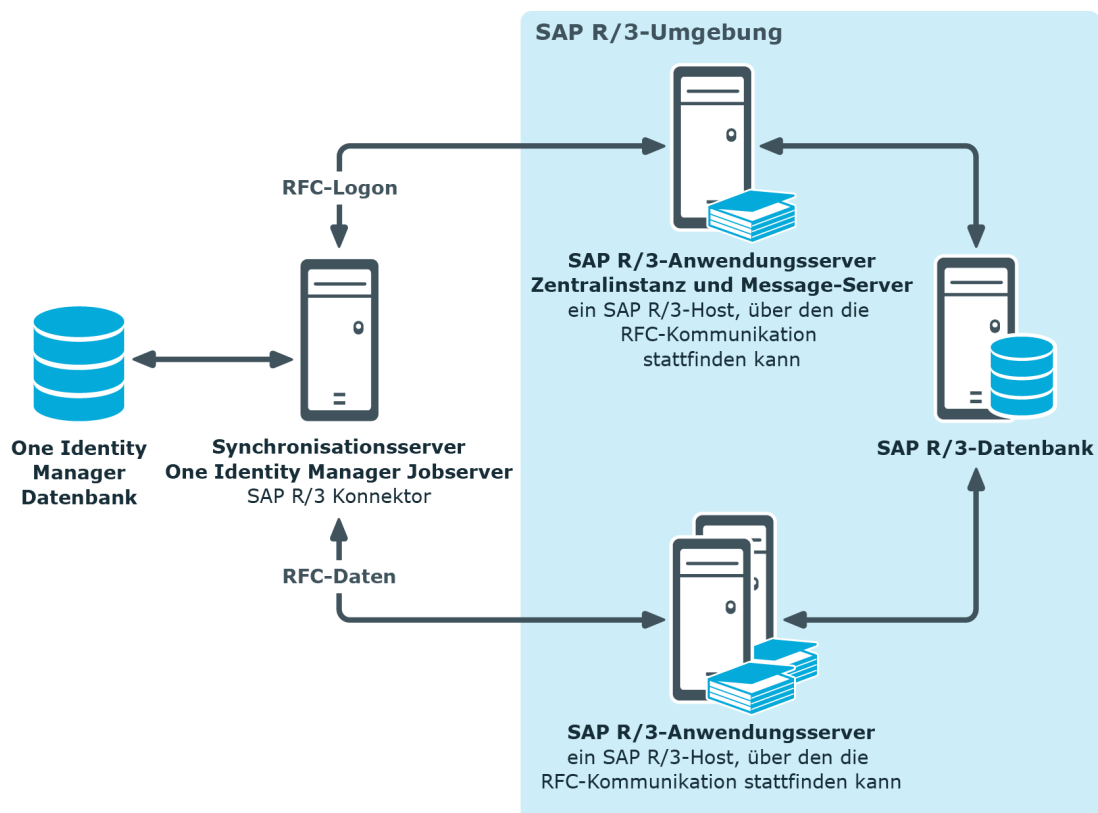 SAP R/3-Umgebung
RFC-Logon
SAP R/3-Anwendungsserver
Zentralinstanz und Message-Server
ein SAP R/3-Host, über den die
RFC-Kommunikation
stattfinden kann
One Identity
Manager
Datenbank
Synchronisationsserver
One Identity Manager Jobserver
SAP R/3 Konnektor
SAP R/3-Datenbank
RFC-Daten
SAP R/3-Anwendungsserver
ein SAP R/3-Host, über den die
RFC-Kommunikation stattfinden kann